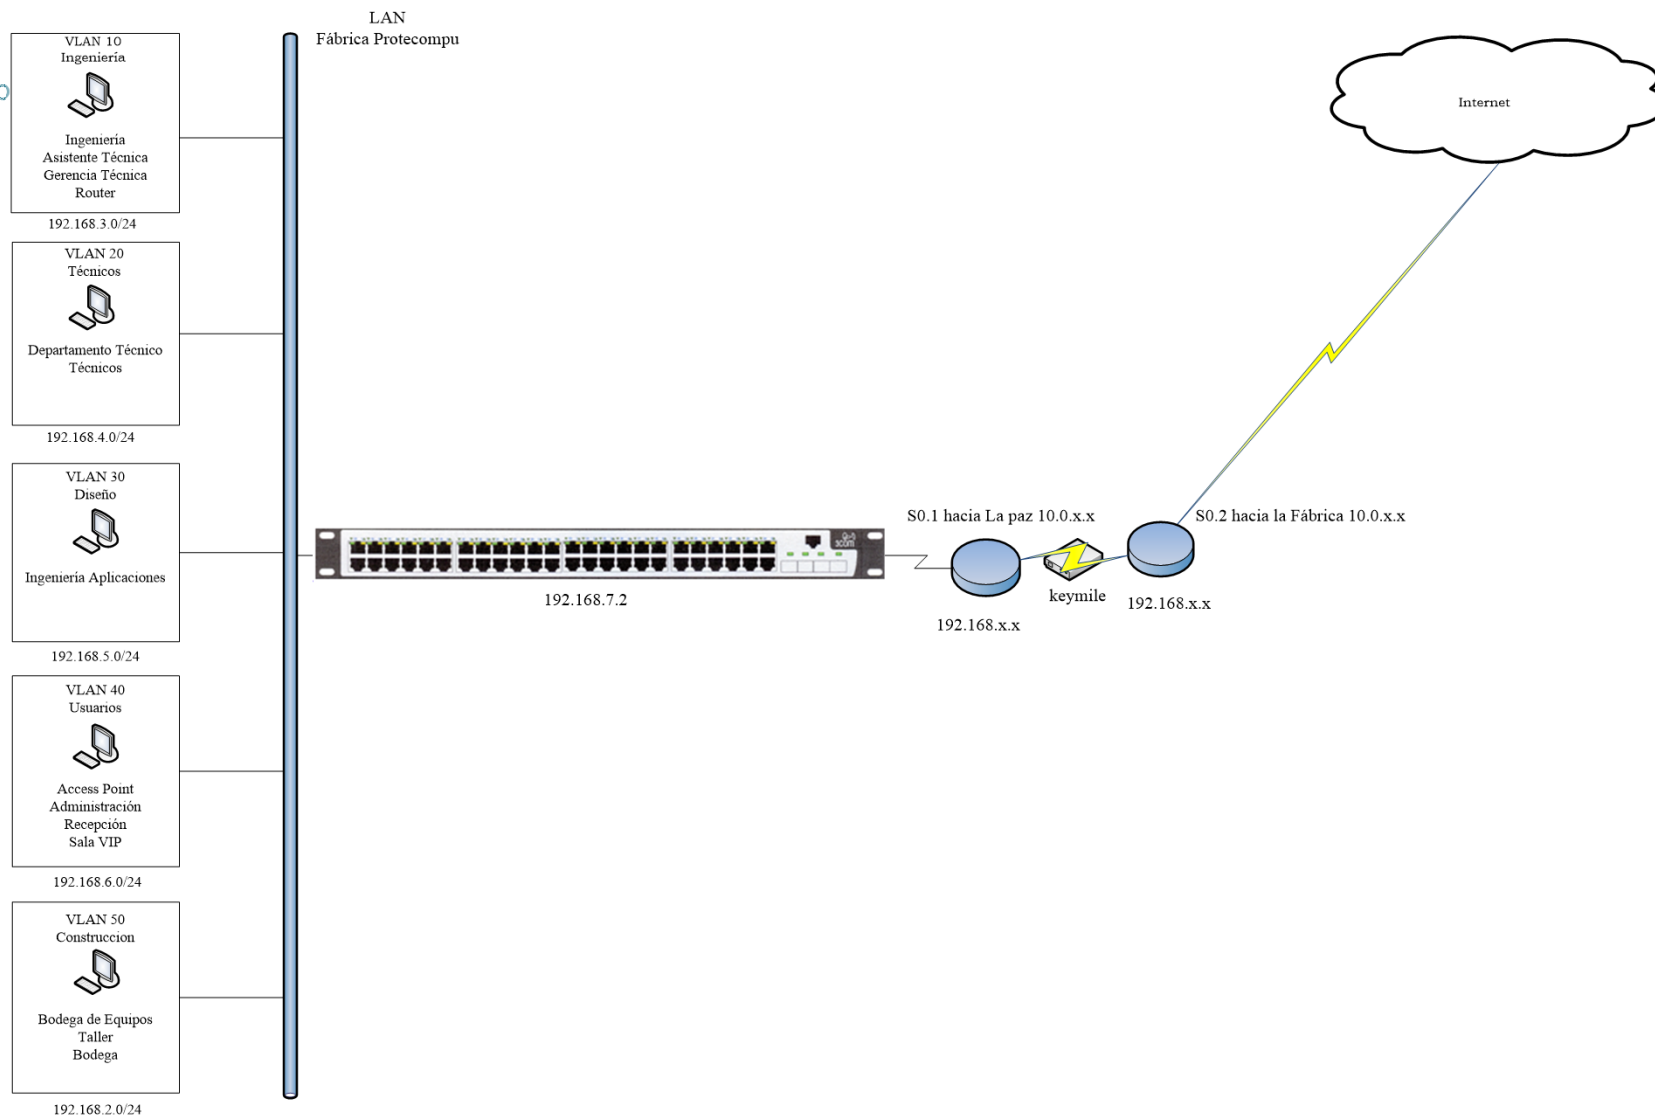 LAN
Fábrica Protecompu
VLAN 10
Ingeniería
Ingeniería
Asistente Técnica
Gerencia Técnica
Router
192.168.3.0/24
VLAN 20
Técnicos
Departamento Técnico
Técnicos
192.168.4.0/24
VLAN 30
Diseño
Ingeniería Aplicaciones
192.168.5.0/24
VLAN 40
Usuarios
Access Point
Administración
Recepción
Sala VIP
192.168.6.0/24
VLAN 50
Construccion
Bodega de Equipos
Taller
Bodega
192.168.2.0/24
3com
192.168.7.2
S0.1 hacia La paz 10.0.x.x
192.168.x.x
keymile
S0.2 hacia la Fábrica 10.0.x.x
192.168.x.x
Internet